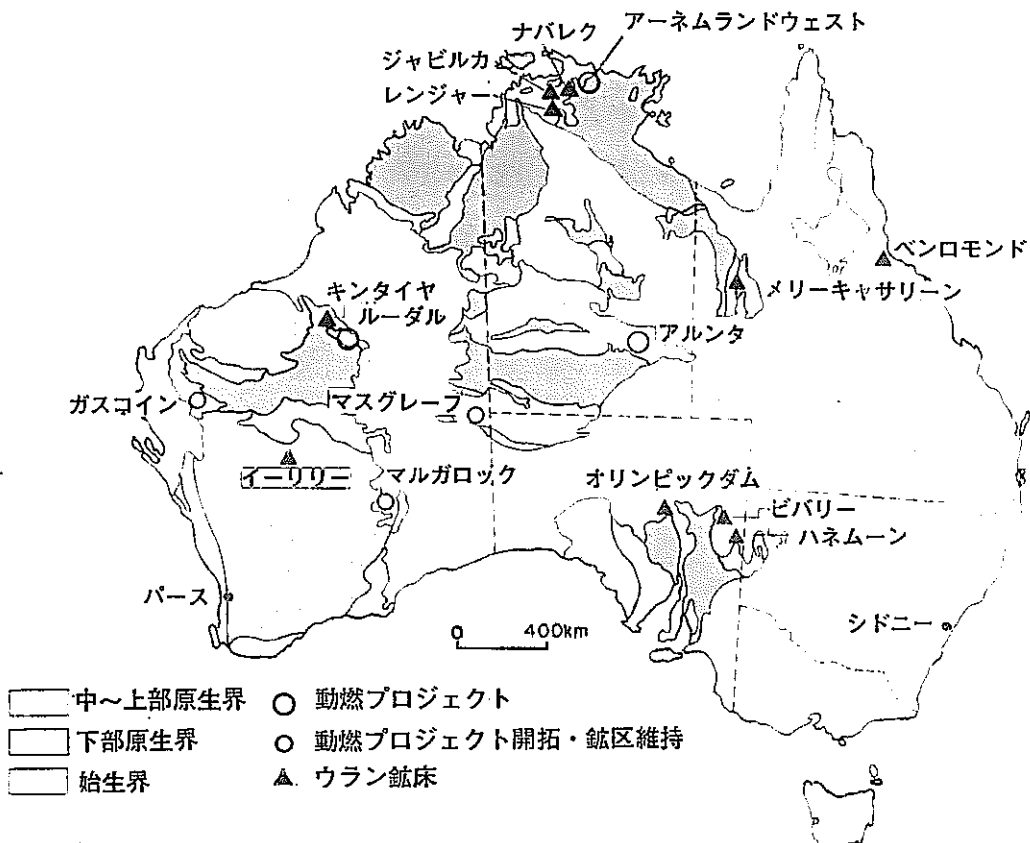 ナバレク
アーネムランドウェスト
ジャビルカ
レンジャー
ベンロモンド
メリーキャサリーン
キンタイヤ
ルーダル
アルンタ
ガスコイン
マスグレーブ
イーリリー
マルガロック
オリンピックダム
ビバリー
ハネムーン
パース
シドニー
0 400km
中～上部原生界
動燃プロジェクト
下部原生界
動燃プロジェクト開拓・鉱区維持
始生界
ウラン鉱床